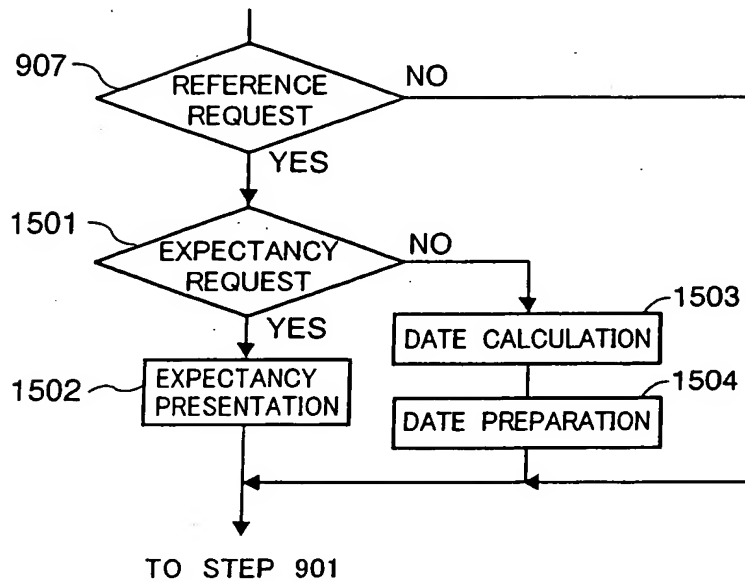 907
REFERENCE
REQUEST
NO
YES
1501
EXPECTANCY
REQUEST
NO
YES
1503
DATE CALCULATION
1502
EXPECTANCY
PRESENTATION
1504
DATE PREPARATION
TO STEP 901